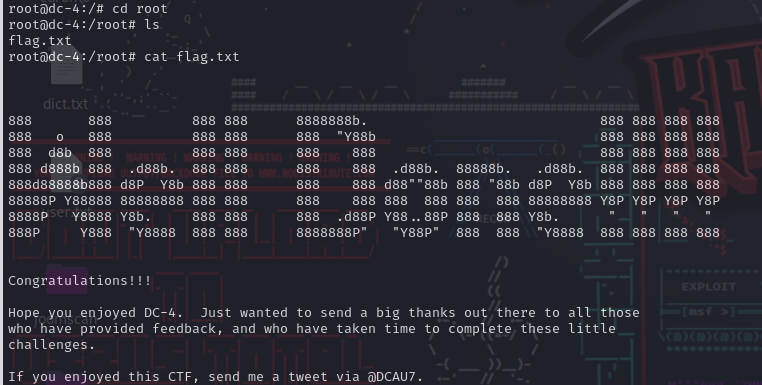 root@dc-4:/# cd root
root@dc-4:/root# ls
flag.txt
root@dc-4:/root# cat flag.txt
888       888          888 888      8888888b.                             888 888 888 888
888   o   888          888 888      888  "Y88b                            888 888 888 888
888  d8b  888          888 888      888    888                            888 888 888 888
888 d888b 888  .d88b.  888 888      888    888  .d88b.  88888b.   .d88b.  888 888 888 888
888d88888b888 d8P  Y8b 888 888      888    888 d88""88b 888 "88b d8P  Y8b 888 888 888 888
88888P Y88888 88888888 888 888      888    888 888  888 888  888 88888888 Y8P Y8P Y8P Y8P
8888P   Y8888 Y8b.     888 888      888  .d88P Y88..88P 888  888 Y8b.      "   "   "   "
888P     Y888  "Y8888  888 888      8888888P"   "Y88P"  888  888  "Y8888  888 888 888 888
Congratulations!!!
Hope you enjoyed DC-4.  Just wanted to send a big thanks out there to all those
who have provided feedback, and who have taken time to complete these little
challenges.
If you enjoyed this CTF, send me a tweet via @DCAU7.
dict.txt
EXPLOIT